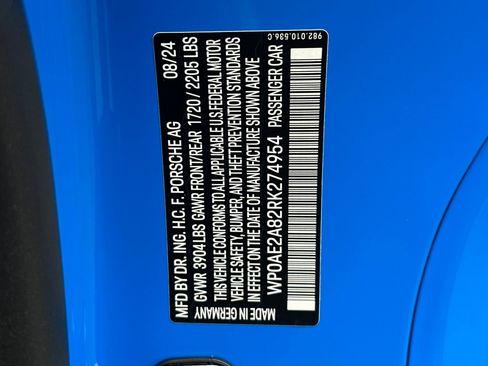 982.010.536.C
MFD BY DR. ING. H.C. F. PORSCHE AG 08/24
GVWR 3904LBS GAWR FRONT/REAR 1720/2205 LBS
THIS VEHICLE CONFORMS TO ALL APPLICABLE U.S.FEDERAL MOTOR
VEHICLE SAFETY, BUMPER, AND THEFT PREVENTION STANDARDS
IN EFFECT ON THE DATE OF MANUFACTURE SHOWN ABOVE
WP0AE2A82RK274954 PASSENGER CAR
MADE IN GERMANY